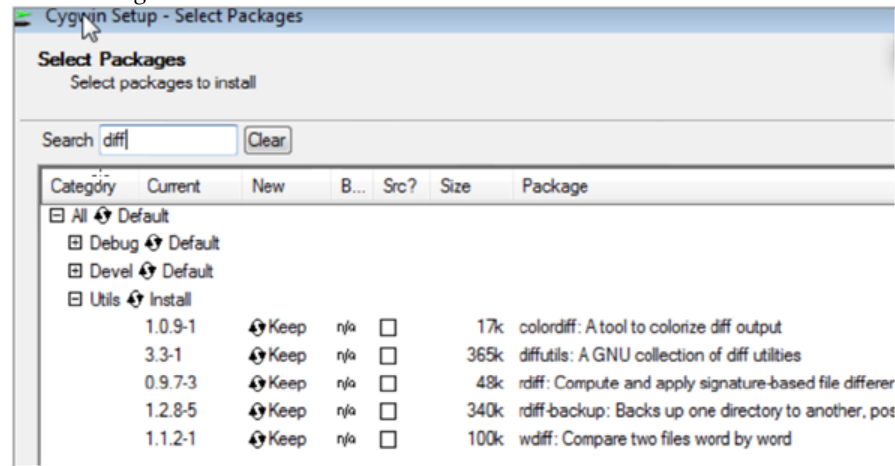 Cygwin Setup - Select Packages
Select Packages
Select packages to install
Search diff Clear
Category Current New B... Src? Size Package
All Default
Debug Default
Devel Default
Utils Install
1.0.9-1 Keep n/a 17k colordiff: A tool to colorize diff output
3.3-1 Keep n/a 365k diffutils: A GNU collection of diff utilities
0.9.7-3 Keep n/a 48k rdiff: Compute and apply signature-based file differen
1.2.8-5 Keep n/a 340k rdiff-backup: Backs up one directory to another, pos
1.1.2-1 Keep n/a 100k wdiff: Compare two files word by word